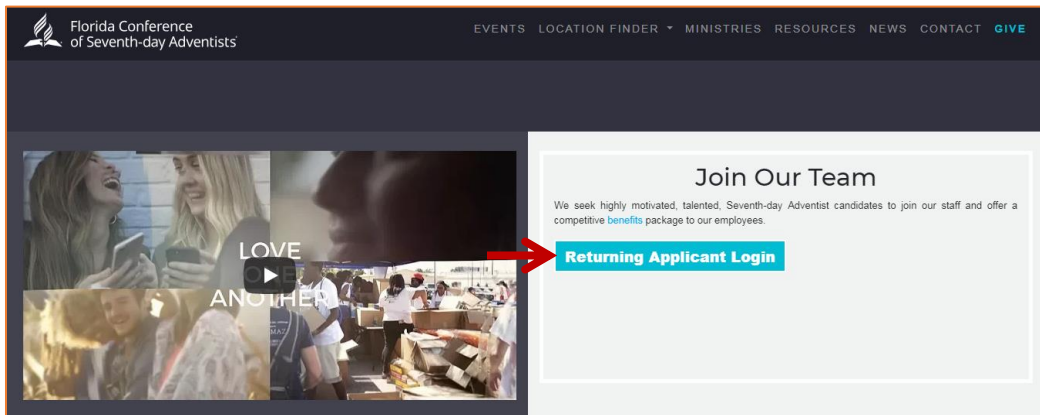 Florida Conference
of Seventh-day Adventists
EVENTS LOCATION FINDER MINISTRIES RESOURCES NEWS CONTACT GIVE
LOVE
ONE
ANOTHER
Join Our Team
We seek highly motivated, talented, Seventh-day Adventist candidates to join our staff and offer a
competitive benefits package to our employees.
Returning Applicant Login